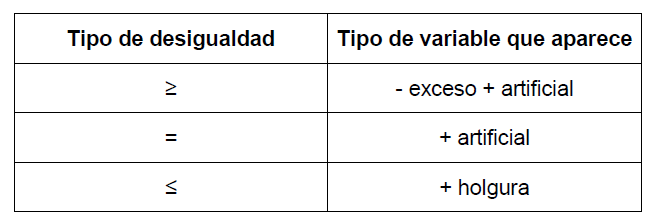 Tipo de desigualdad Tipo de variable que aparece
≥ - exceso + artificial
= + artificial
≤ + holgura